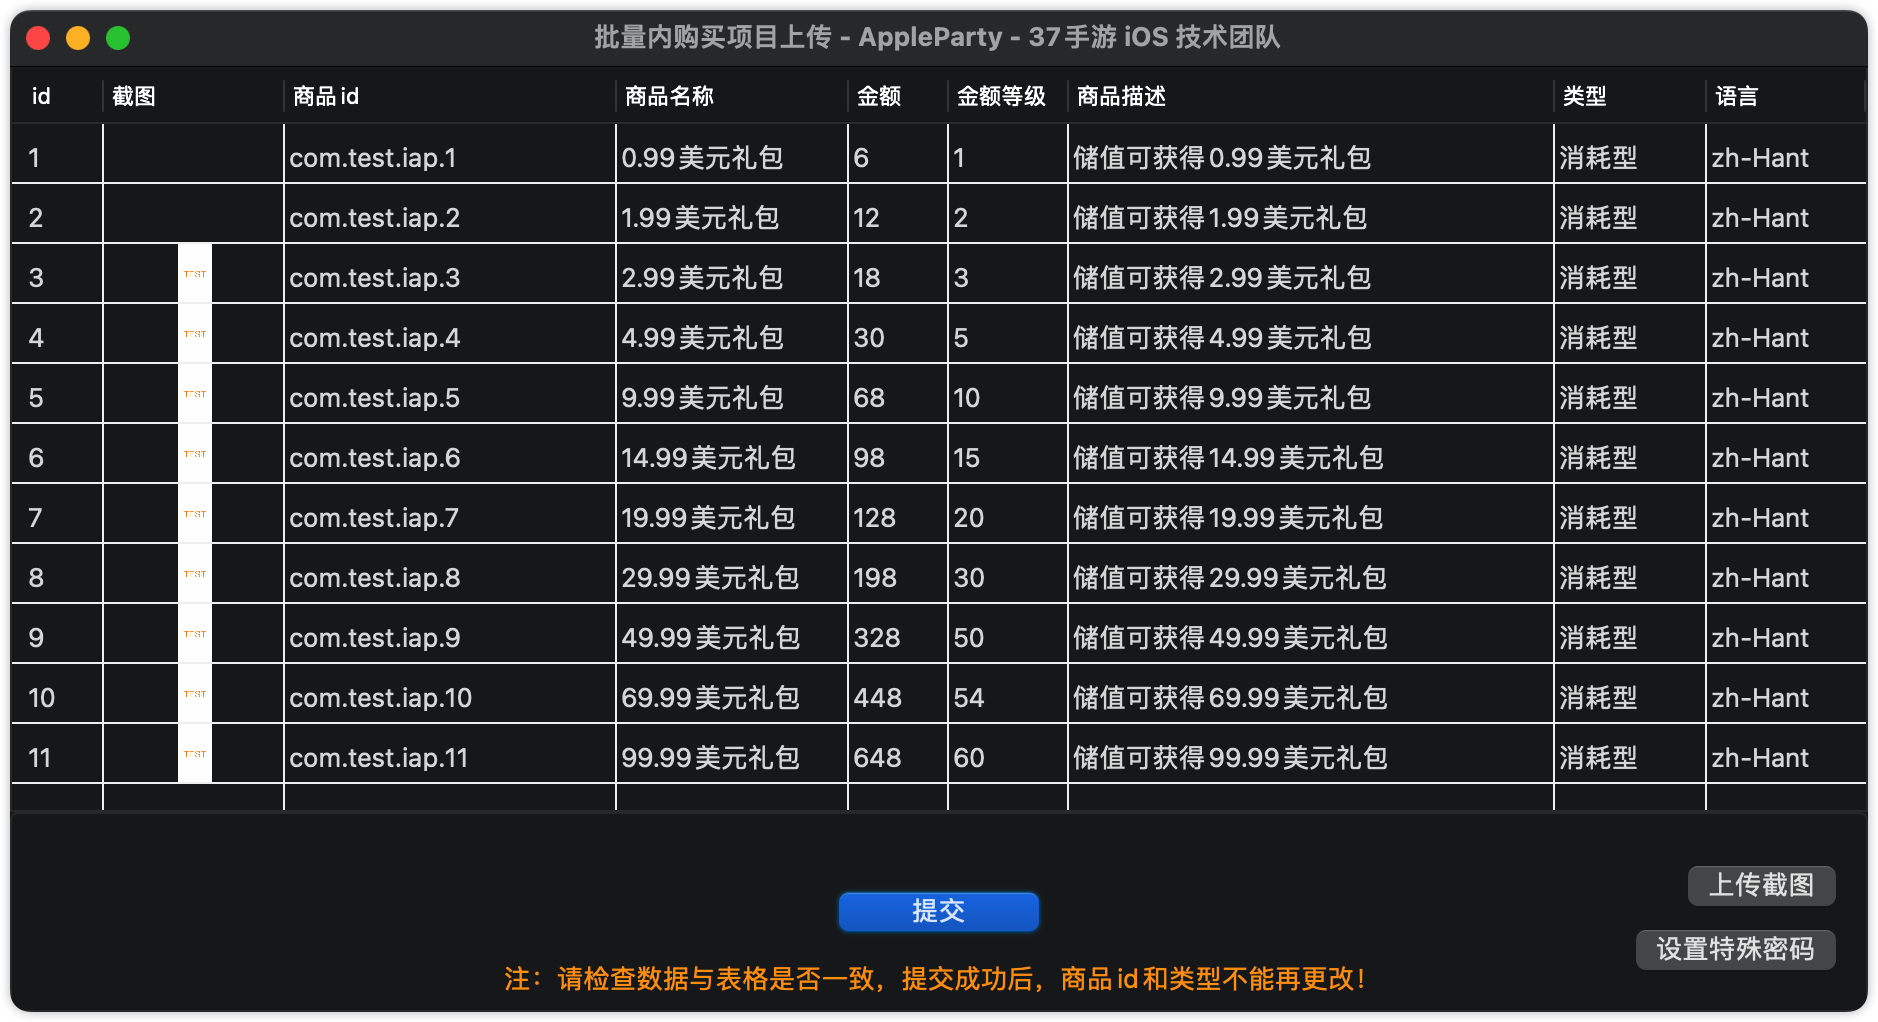 批量内购买项目上传 - AppleParty - 37手游 iOS 技术团队
id 截图 商品id 商品名称 金额 金额等级 商品描述 类型 语言
1 com.test.iap.1 0.99美元礼包 6 1 储值可获得0.99美元礼包 消耗型 zh-Hant
2 com.test.iap.2 1.99美元礼包 12 2 储值可获得1.99美元礼包 消耗型 zh-Hant
3 TEST com.test.iap.3 2.99美元礼包 18 3 储值可获得2.99美元礼包 消耗型 zh-Hant
4 TEST com.test.iap.4 4.99美元礼包 30 5 储值可获得4.99美元礼包 消耗型 zh-Hant
5 TEST com.test.iap.5 9.99美元礼包 68 10 储值可获得9.99美元礼包 消耗型 zh-Hant
6 TEST com.test.iap.6 14.99美元礼包 98 15 储值可获得14.99美元礼包 消耗型 zh-Hant
7 TEST com.test.iap.7 19.99美元礼包 128 20 储值可获得19.99美元礼包 消耗型 zh-Hant
8 TEST com.test.iap.8 29.99美元礼包 198 30 储值可获得29.99美元礼包 消耗型 zh-Hant
9 TEST com.test.iap.9 49.99美元礼包 328 50 储值可获得49.99美元礼包 消耗型 zh-Hant
10 TEST com.test.iap.10 69.99美元礼包 448 54 储值可获得69.99美元礼包 消耗型 zh-Hant
11 TEST com.test.iap.11 99.99美元礼包 648 60 储值可获得99.99美元礼包 消耗型 zh-Hant
上传截图
提交
设置特殊密码
注：请检查数据与表格是否一致，提交成功后，商品id和类型不能再更改！